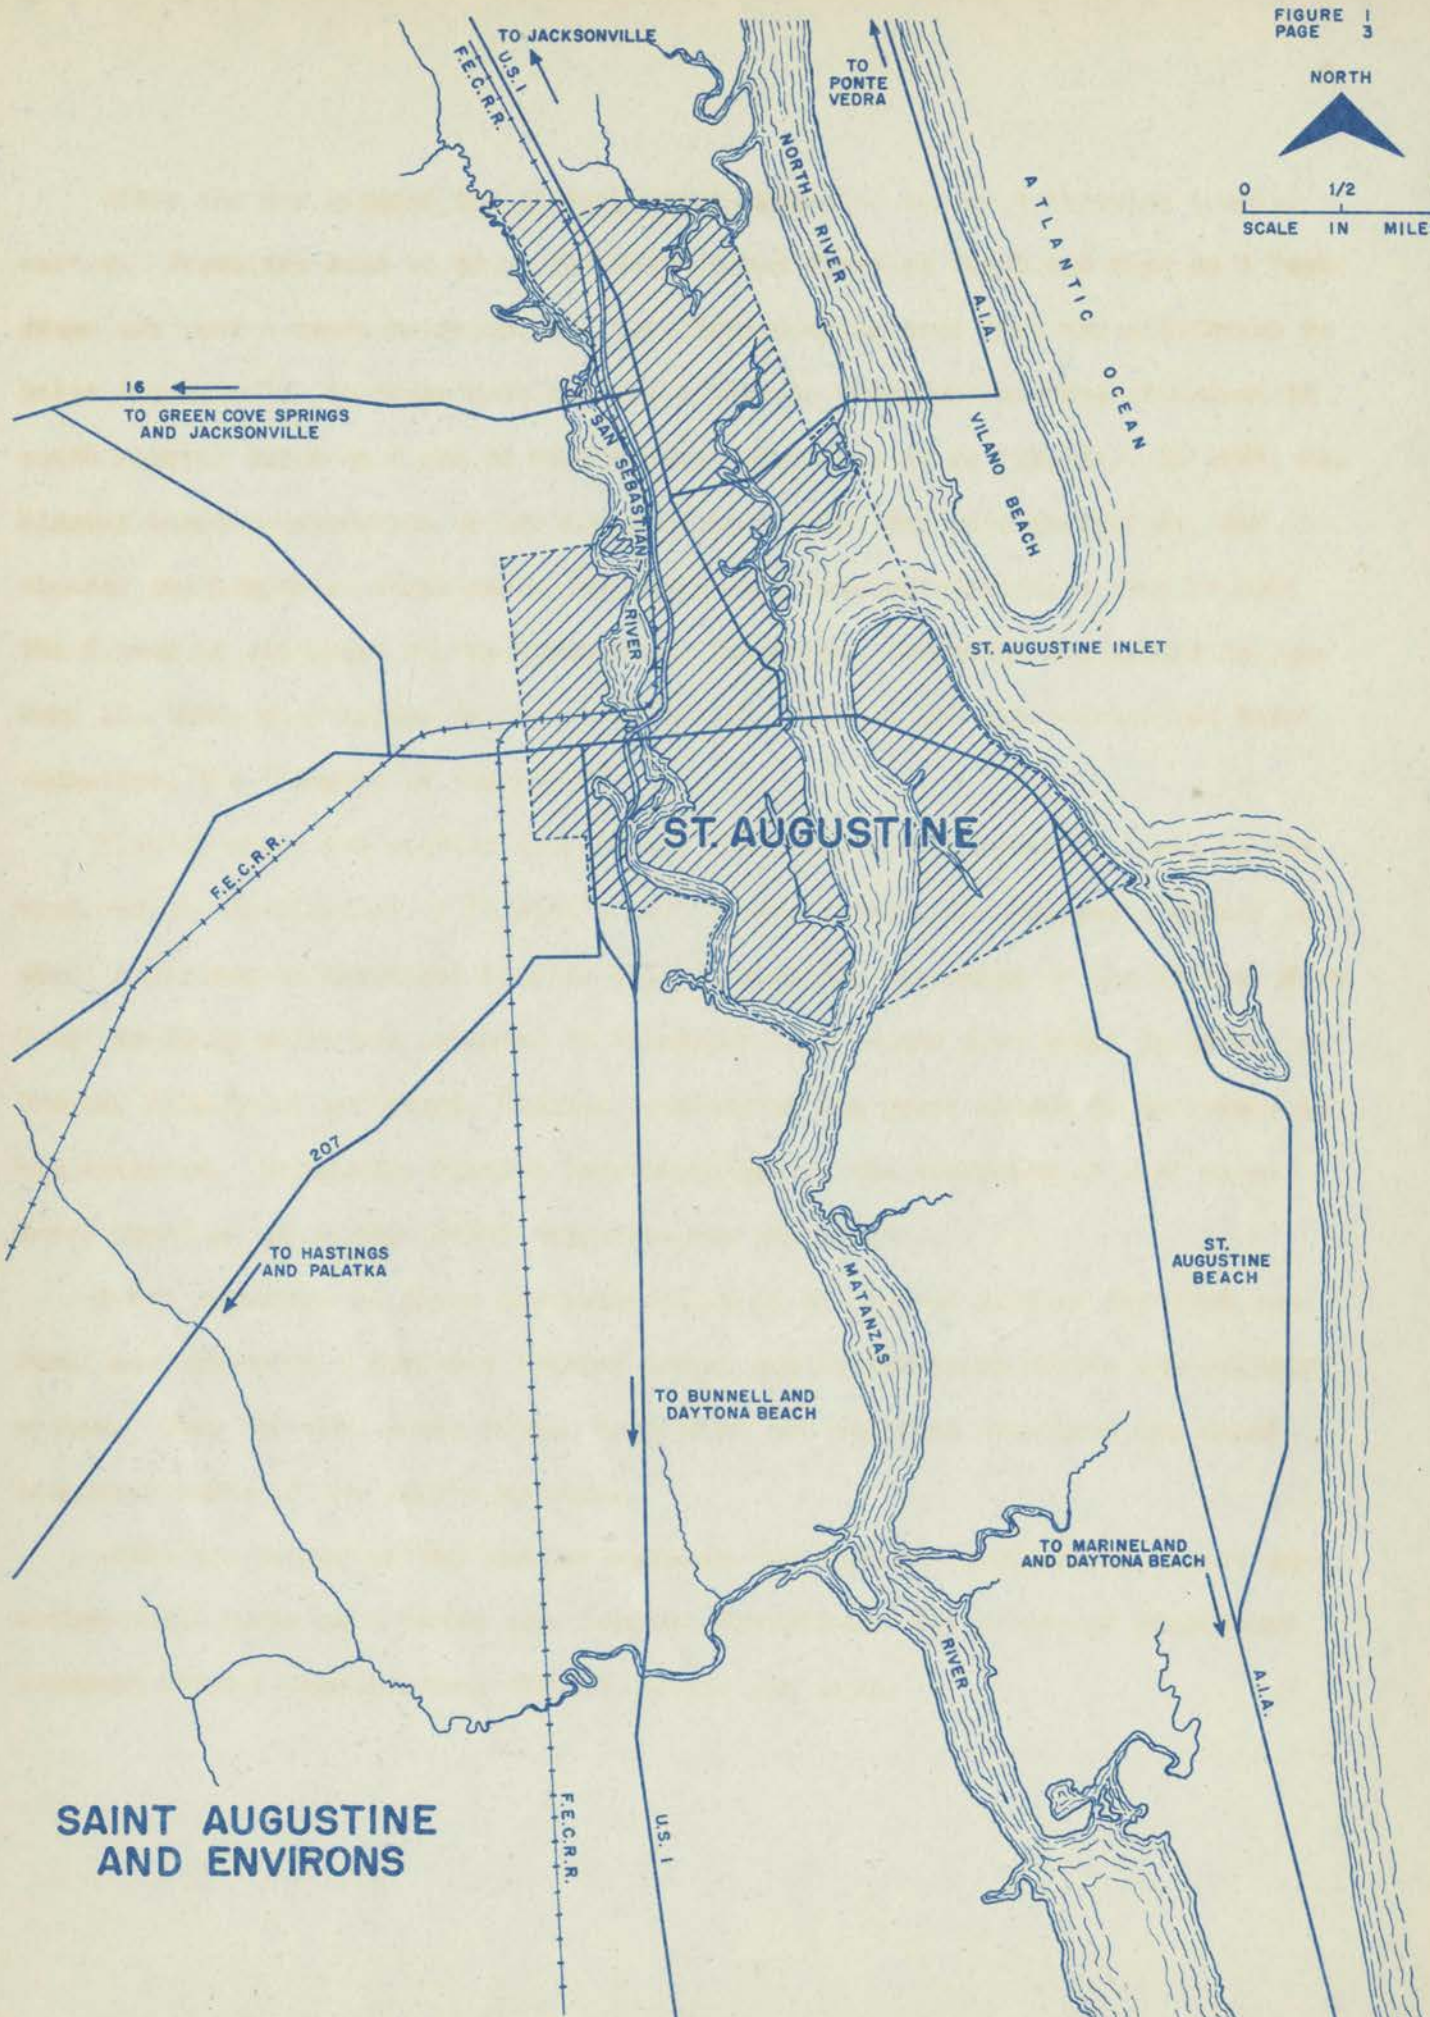 FIGURE 1
PAGE 3
NORTH
0 1/2
SCALE IN MILE
TO JACKSONVILLE
U.S. 1
F.E.C.R.R.
TO
PONTE
VEDRA
NORTH
RIVER
ATLANTIC OCEAN
A.I.A.
16
TO GREEN COVE SPRINGS
AND JACKSONVILLE
SAN SEBASTIAN
RIVER
VILANO BEACH
ST. AUGUSTINE INLET
ST. AUGUSTINE
F.E.C.R.R.
207
TO HASTINGS
AND PALATKA
MATANZAS
ST.
AUGUSTINE
BEACH
TO BUNNELL AND
DAYTONA BEACH
TO MARINELAND
AND DAYTONA BEACH
RIVER
A.I.A.
SAINT AUGUSTINE
AND ENVIRONS
F.E.C.R.R.
U.S. 1